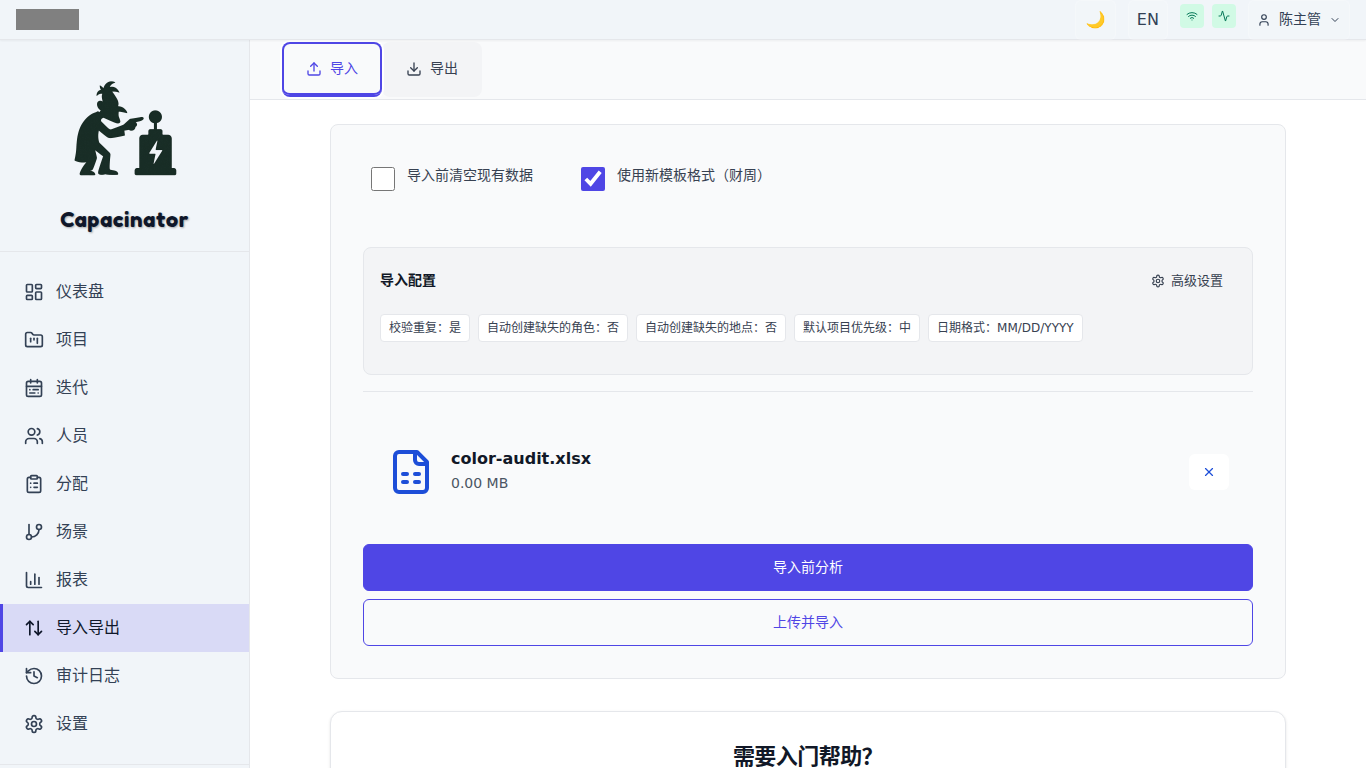 EN
陈主管
导入
导出
Capacinator
仪表盘
项目
迭代
人员
分配
场景
报表
导入导出
审计日志
设置
导入前清空现有数据
使用新模板格式（财周）
导入配置
高级设置
校验重复：是
自动创建缺失的角色：否
自动创建缺失的地点：否
默认项目优先级：中
日期格式：MM/DD/YYYY
color-audit.xlsx
0.00 MB
导入前分析
上传并导入
需要入门帮助?